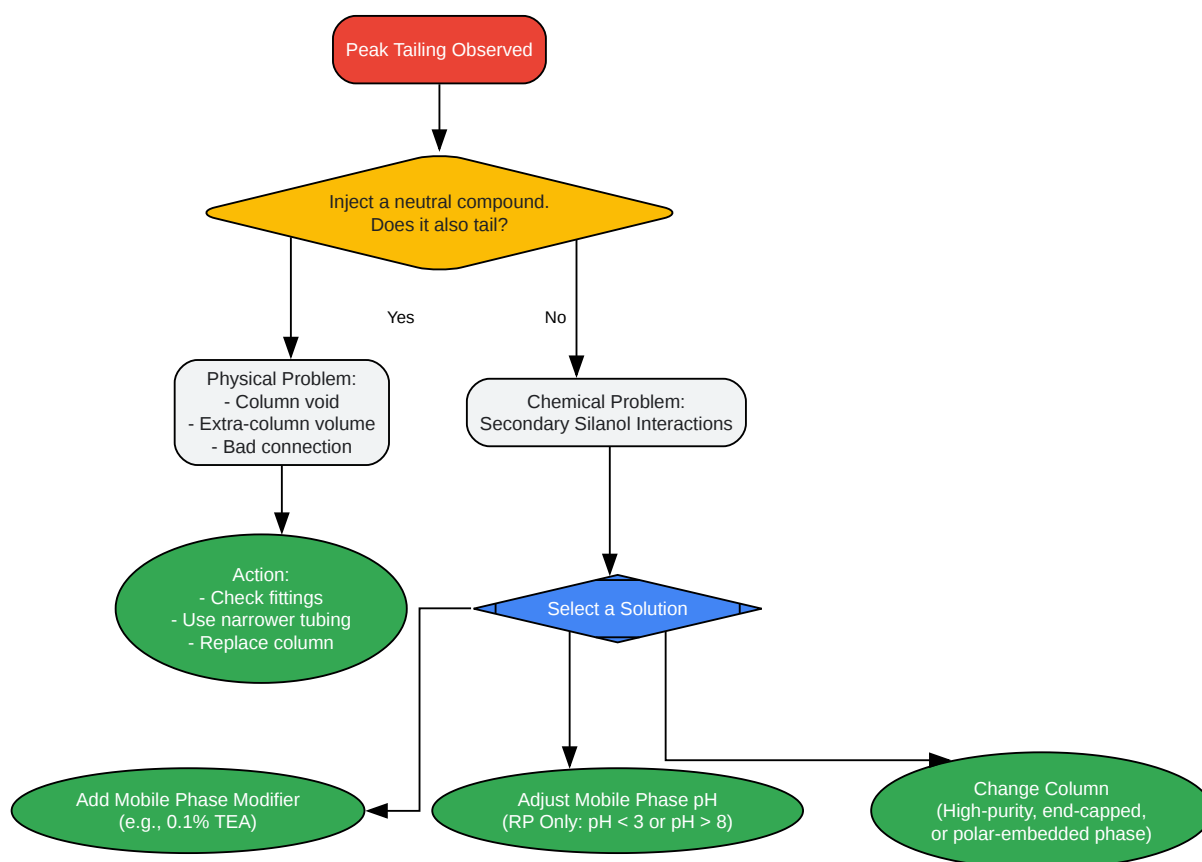 Peak Tailing Observed
Inject a neutral compound.
Does it also tail?
Yes
No
Physical Problem:
- Column void
- Extra-column volume
- Bad connection
Chemical Problem:
Secondary Silanol Interactions
Action:
- Check fittings
- Use narrower tubing
- Replace column
Select a Solution
Add Mobile Phase Modifier
(e.g., 0.1% TEA)
Adjust Mobile Phase pH
(RP Only: pH < 3 or pH > 8)
Change Column
(High-purity, end-capped,
or polar-embedded phase)